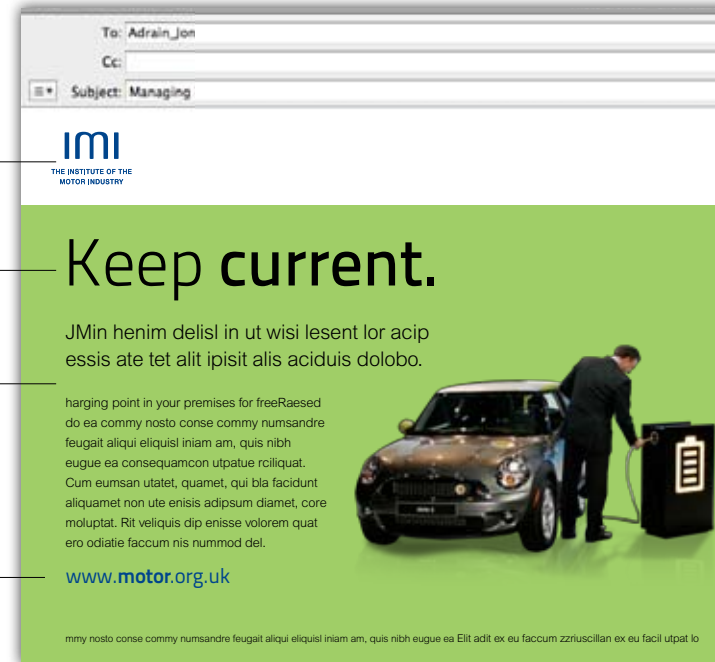 To: Adrain_Jon
Cc:
Subject: Managing
IMI
THE INSTITUTE OF THE
MOTOR INDUSTRY
Keep current.
JMin henim delisl in ut wisi lesent lor acip
essis ate tet alit ipisit alis aciduis dolobo.
harging point in your premises for freeRaesed
do ea commy nosto conse commy numsandre
feugait aliqui eliquisl iniam am, quis nibh
eugue ea consequamcon utpatue rciliquat.
Cum eumsan utatet, quamet, qui bla facidunt
aliquamet non ute enisis adipsum diamet, core
moluptat. Rit veliquis dip enisse volorem quat
ero odiatie faccum nis nummod del.
www.motor.org.uk
mmy nosto conse commy numsandre feugait aliqui eliquisl iniam am, quis nibh eugue ea Elit adit ex eu faccum zzriuscillan ex eu facil utpat lo